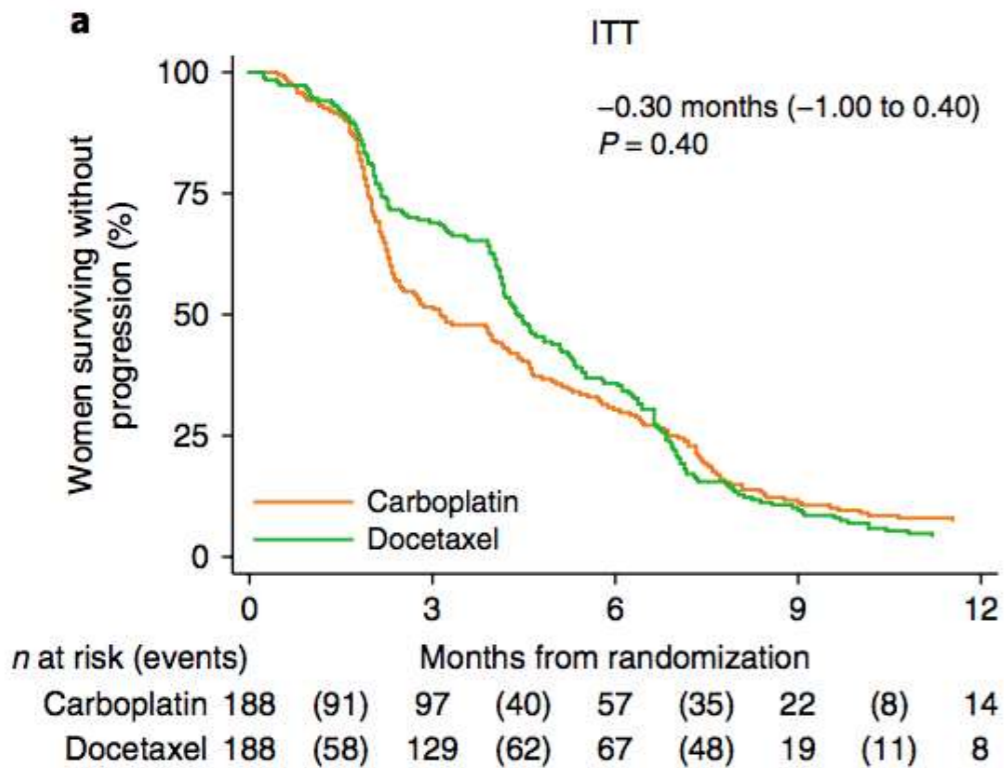 a
ITT
−0.30 months (−1.00 to 0.40)
P = 0.40
Women surviving without
progression (%)
100
75
50
25
0
Carboplatin
Docetaxel
0 3 6 9 12
n at risk (events) Months from randomization
Carboplatin 188 (91) 97 (40) 57 (35) 22 (8) 14
Docetaxel 188 (58) 129 (62) 67 (48) 19 (11) 8